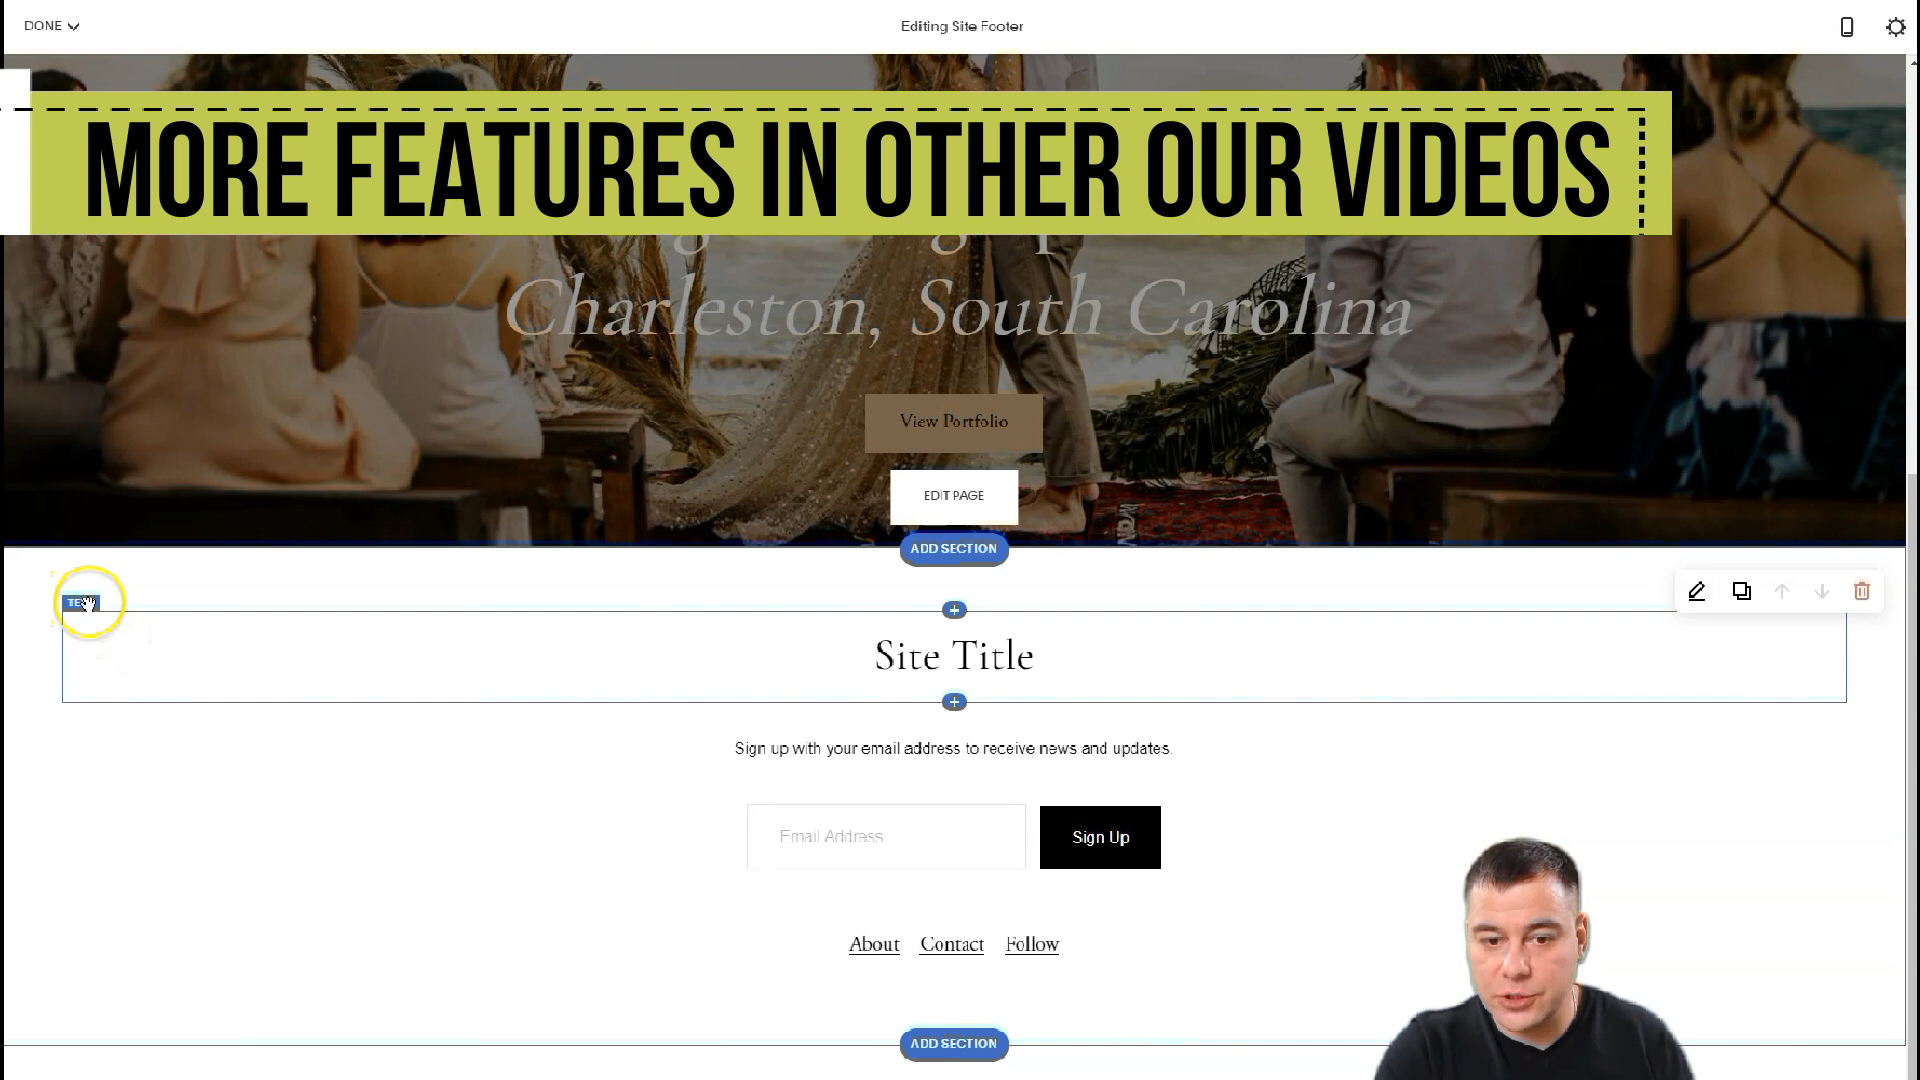 DONE
Editing Site Footer
MORE FEATURES IN OTHER OUR VIDEOS
Charleston, South Carolina
View Portfolio
EDIT PAGE
ADD SECTION
Site Title
Sign up with your email address to receive news and updates.
Email Address
Sign Up
About Contact Follow
ADD SECTION